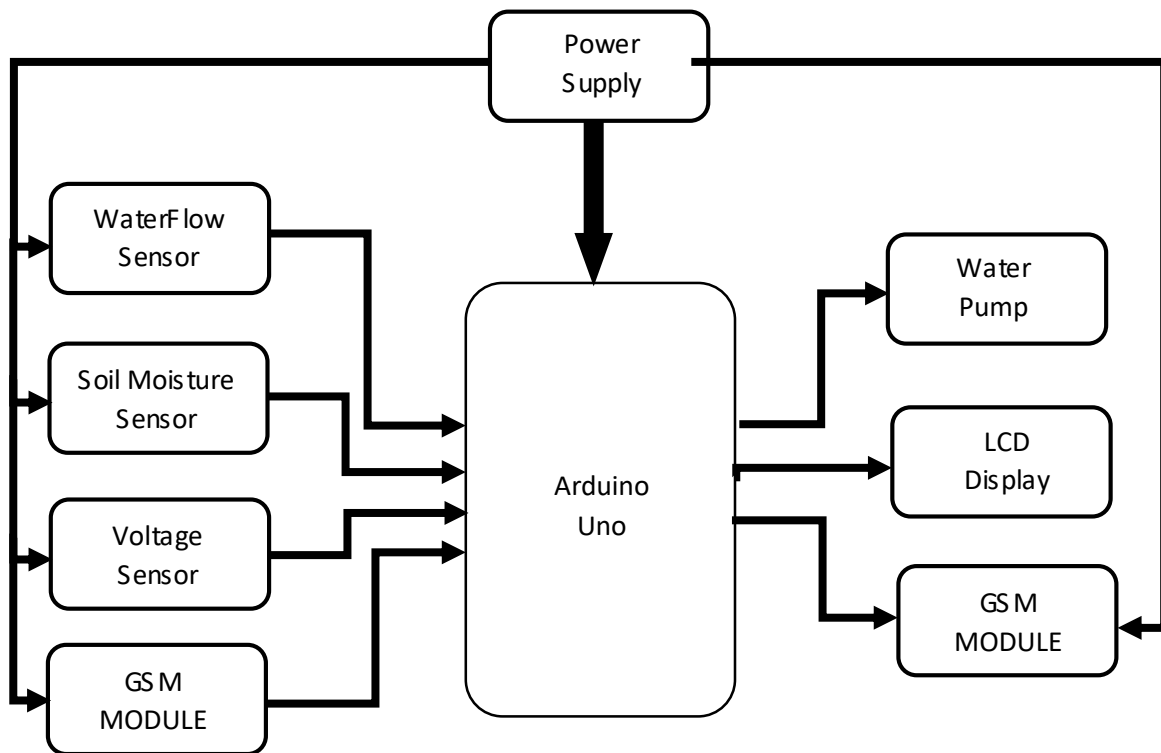 Power
Supply
WaterFlow
Sensor
Soil Moisture
Sensor
Voltage
Sensor
GSM
MODULE
Arduino
Uno
Water
Pump
LCD
Display
GSM
MODULE